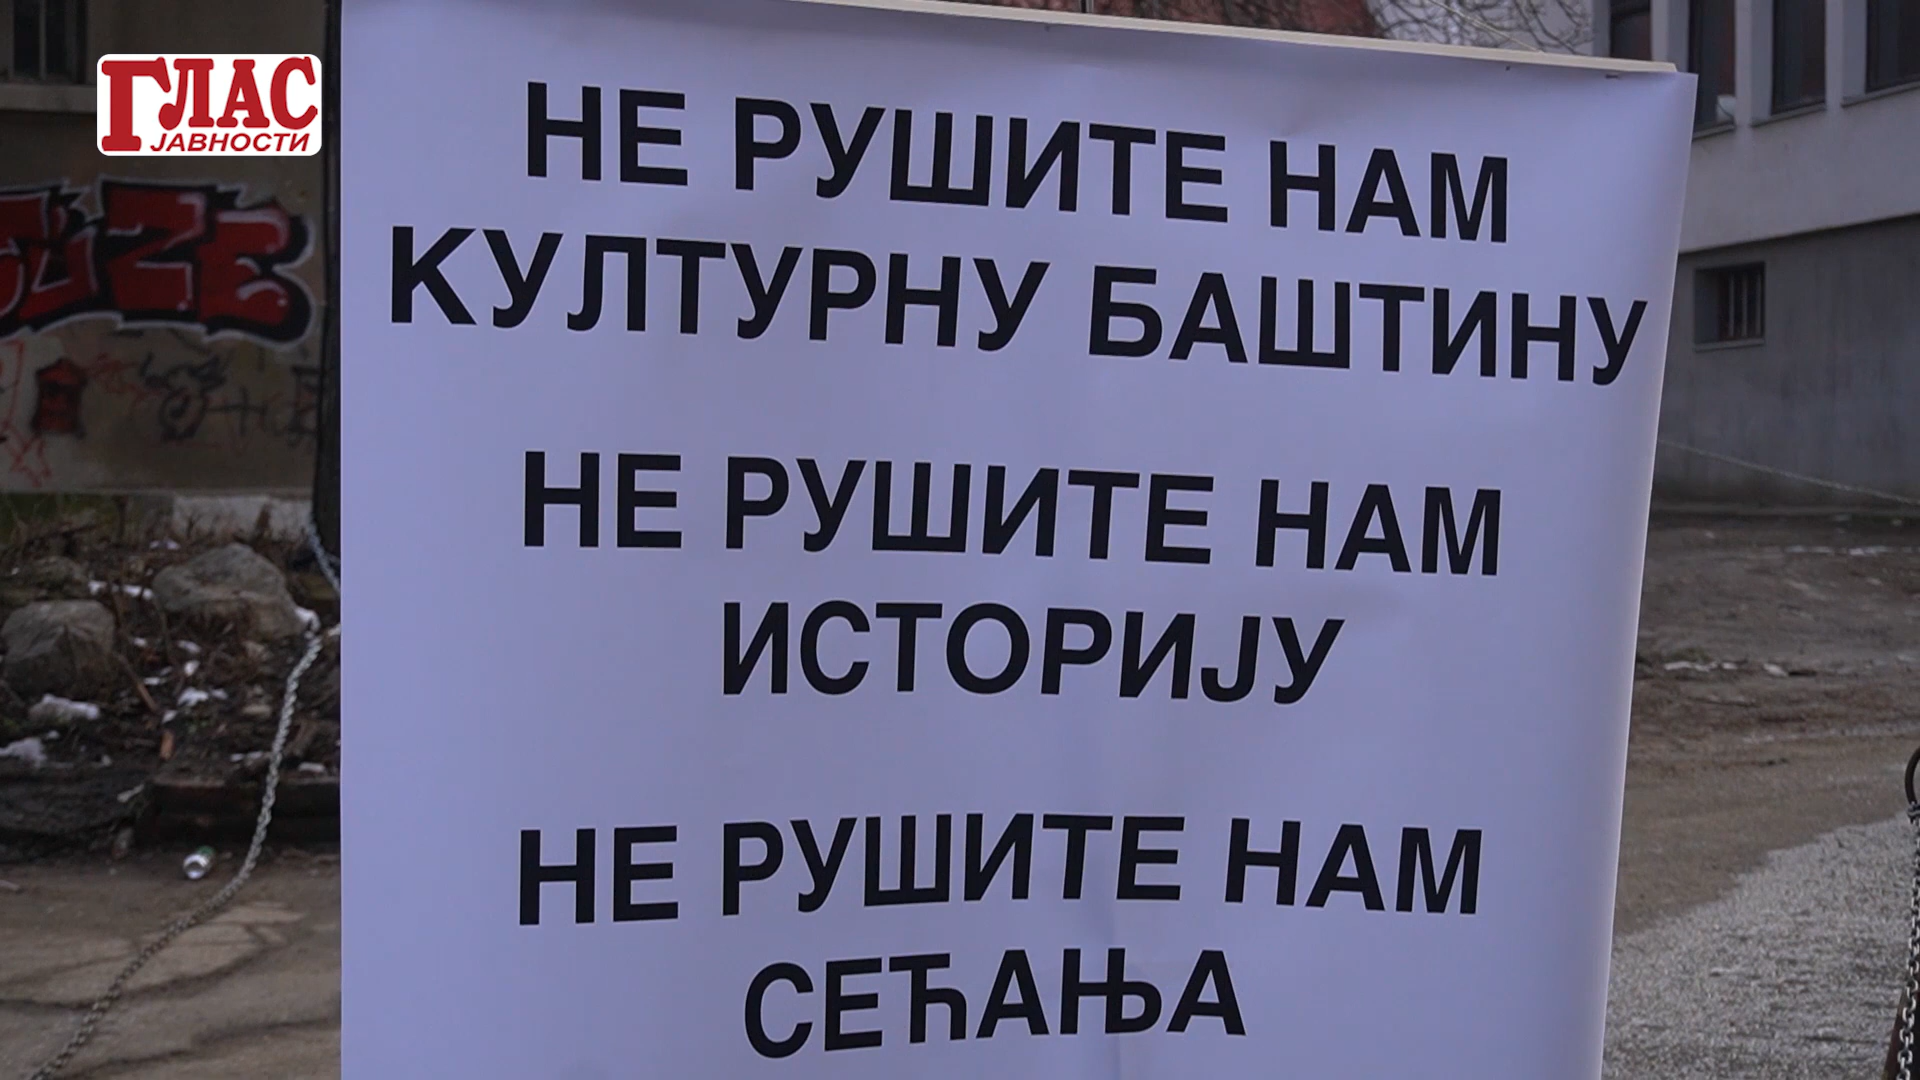 ГЛАС
ЈАВНОСТИ
НЕ РУШИТЕ НАМ
КУЛТУРНУ БАШТИНУ
НЕ РУШИТЕ НАМ
ИСТОРИЈУ
НЕ РУШИТЕ НАМ
СЕЋАЊА